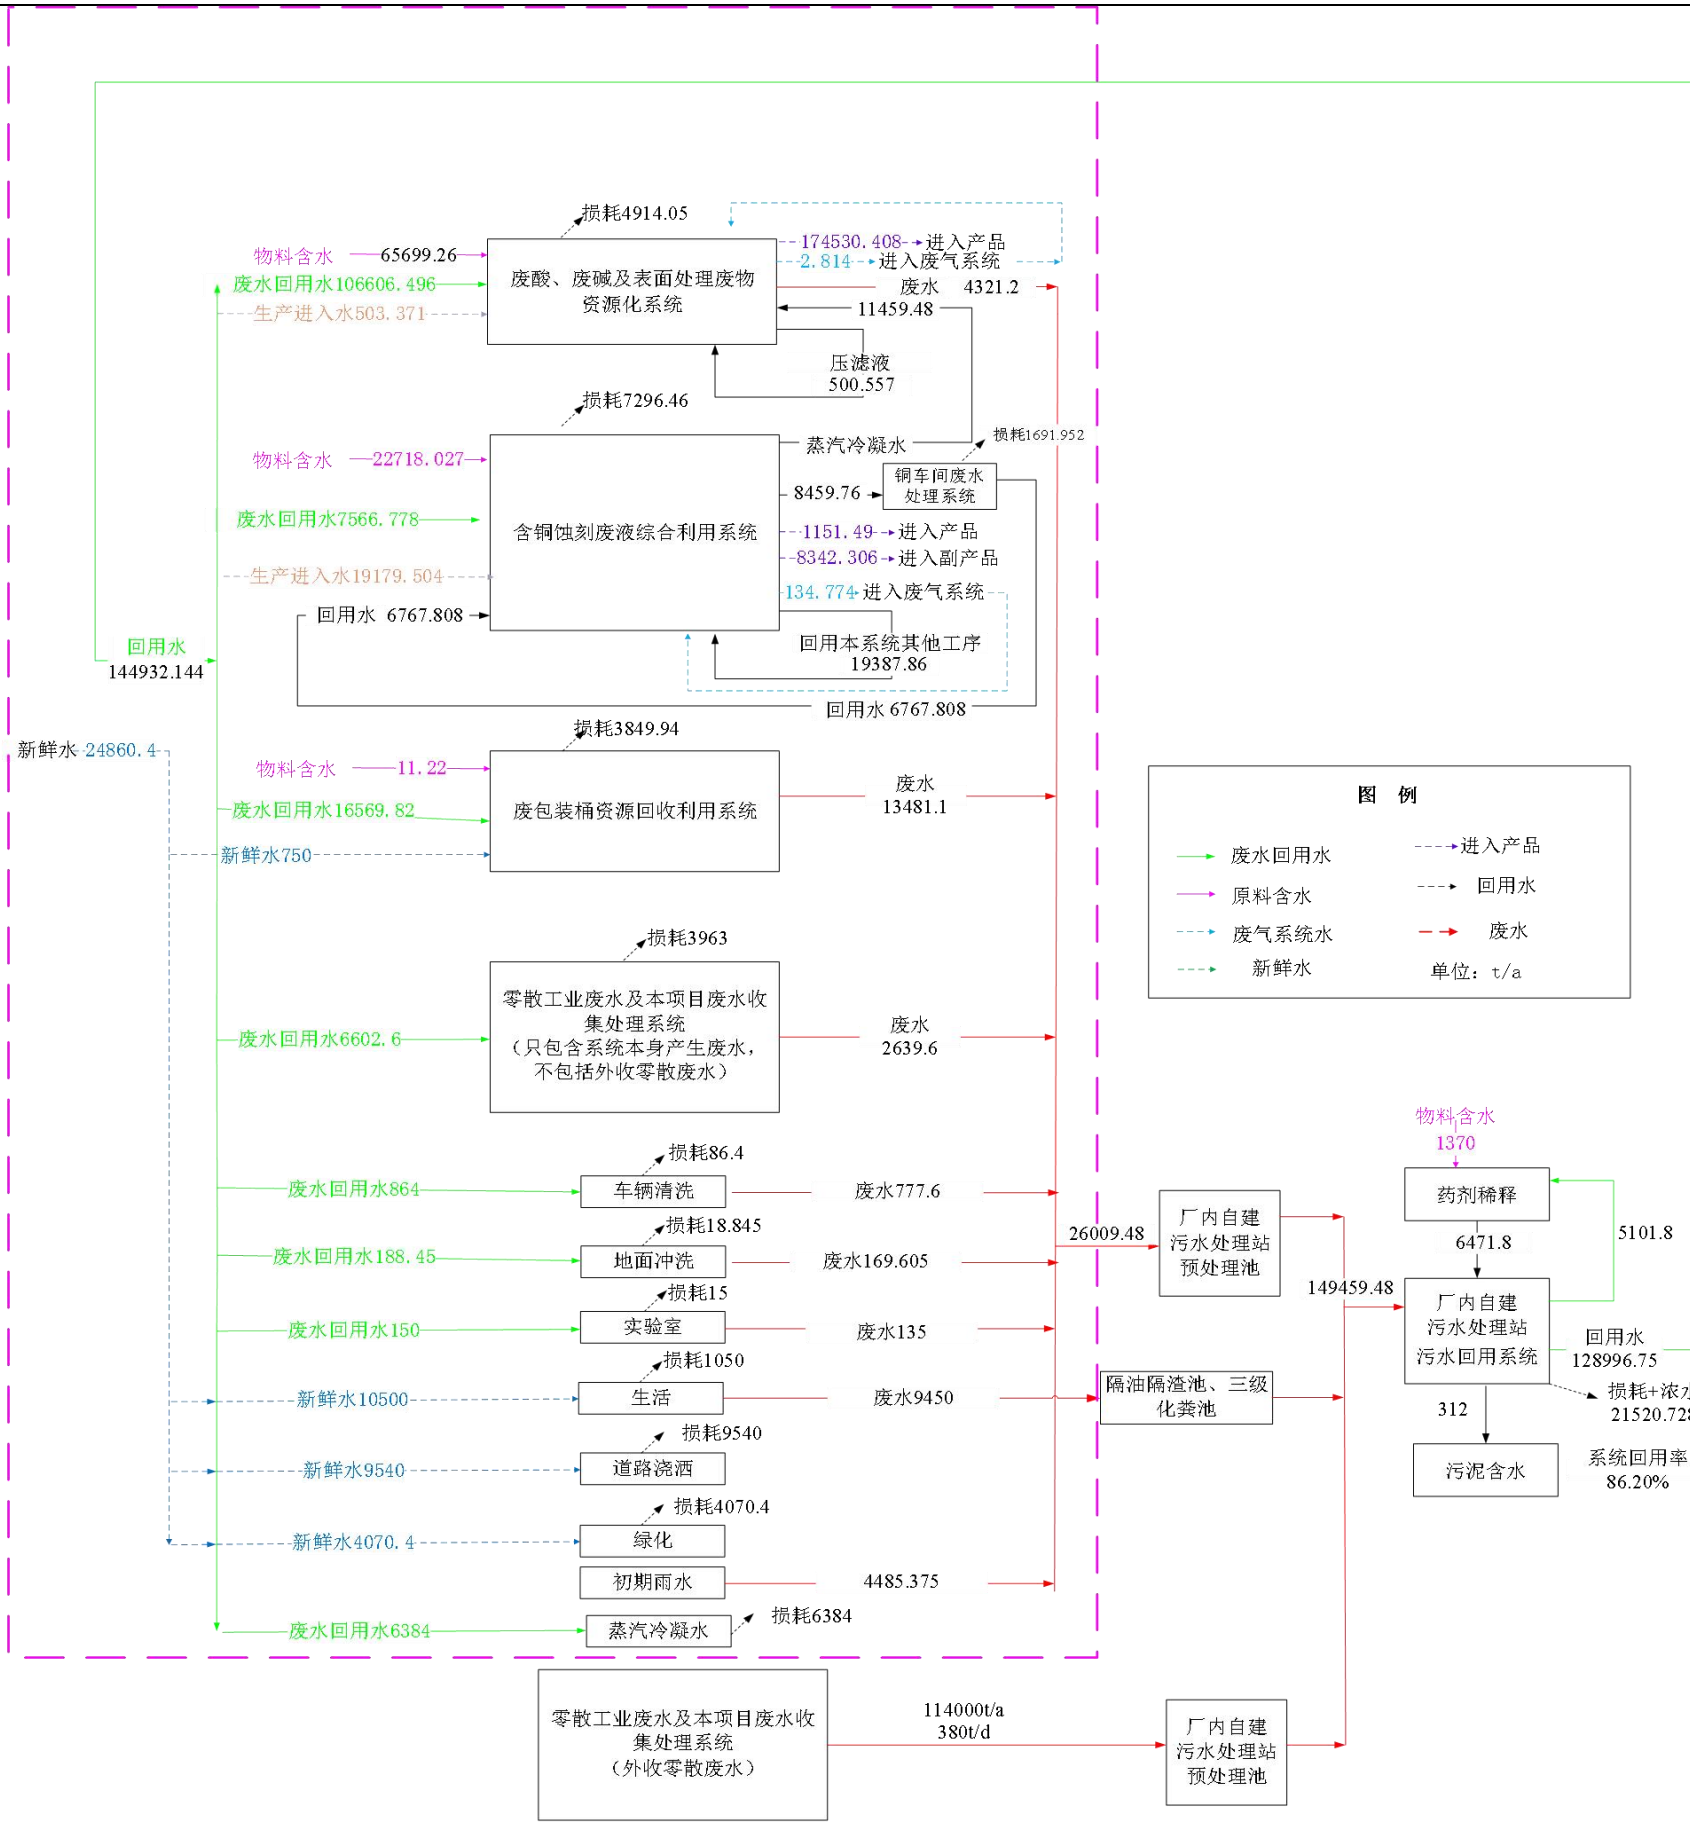 损耗4914.05
物料含水
65699.26
174530.408
进入产品
废水回用水106606.496
2.814
进入废气系统
废酸、废碱及表面处理废物
资源化系统
废水
4321.2
生产进入水503.371
11459.48
压滤液
500.557
损耗7296.46
蒸汽冷凝水
损耗1691.952
物料含水
22718.027
铜车间废水
处理系统
8459.76
废水回用水7566.778
含铜蚀刻废液综合利用系统
1151.49
进入产品
8342.306
进入副产品
生产进入水19179.504
134.774
进入废气系统
回用水 6767.808
回用本系统其他工序
19387.86
回用水
144932.144
回用水 6767.808
损耗3849.94
新鲜水
24860.4
物料含水
11.22
废水
13481.1
废水回用水16569.82
废包装桶资源回收利用系统
新鲜水750
图 例
废水回用水
进入产品
原料含水
回用水
废气系统水
废水
新鲜水
单位：t/a
损耗3963
零散工业废水及本项目废水收
集处理系统
（只包含系统本身产生废水，
不包括外收零散废水）
废水回用水6602.6
废水
2639.6
物料含水
1370
药剂稀释
6471.8
5101.8
损耗86.4
废水回用水864
车辆清洗
废水777.6
损耗18.845
废水回用水188.45
地面冲洗
废水169.605
26009.48
厂内自建
污水处理站
预处理池
149459.48
厂内自建
污水处理站
污水回用系统
回用水
128996.75
损耗15
废水回用水150
实验室
废水135
损耗1050
新鲜水10500
生活
废水9450
隔油隔渣池、三级
化粪池
312
损耗+浓水
21520.728
污泥含水
系统回用率
86.20%
损耗9540
新鲜水9540
道路浇洒
损耗4070.4
新鲜水4070.4
绿化
初期雨水
4485.375
废水回用水6384
蒸汽冷凝水
损耗6384
零散工业废水及本项目废水收
集处理系统
（外收零散废水）
114000t/a
380t/d
厂内自建
污水处理站
预处理池